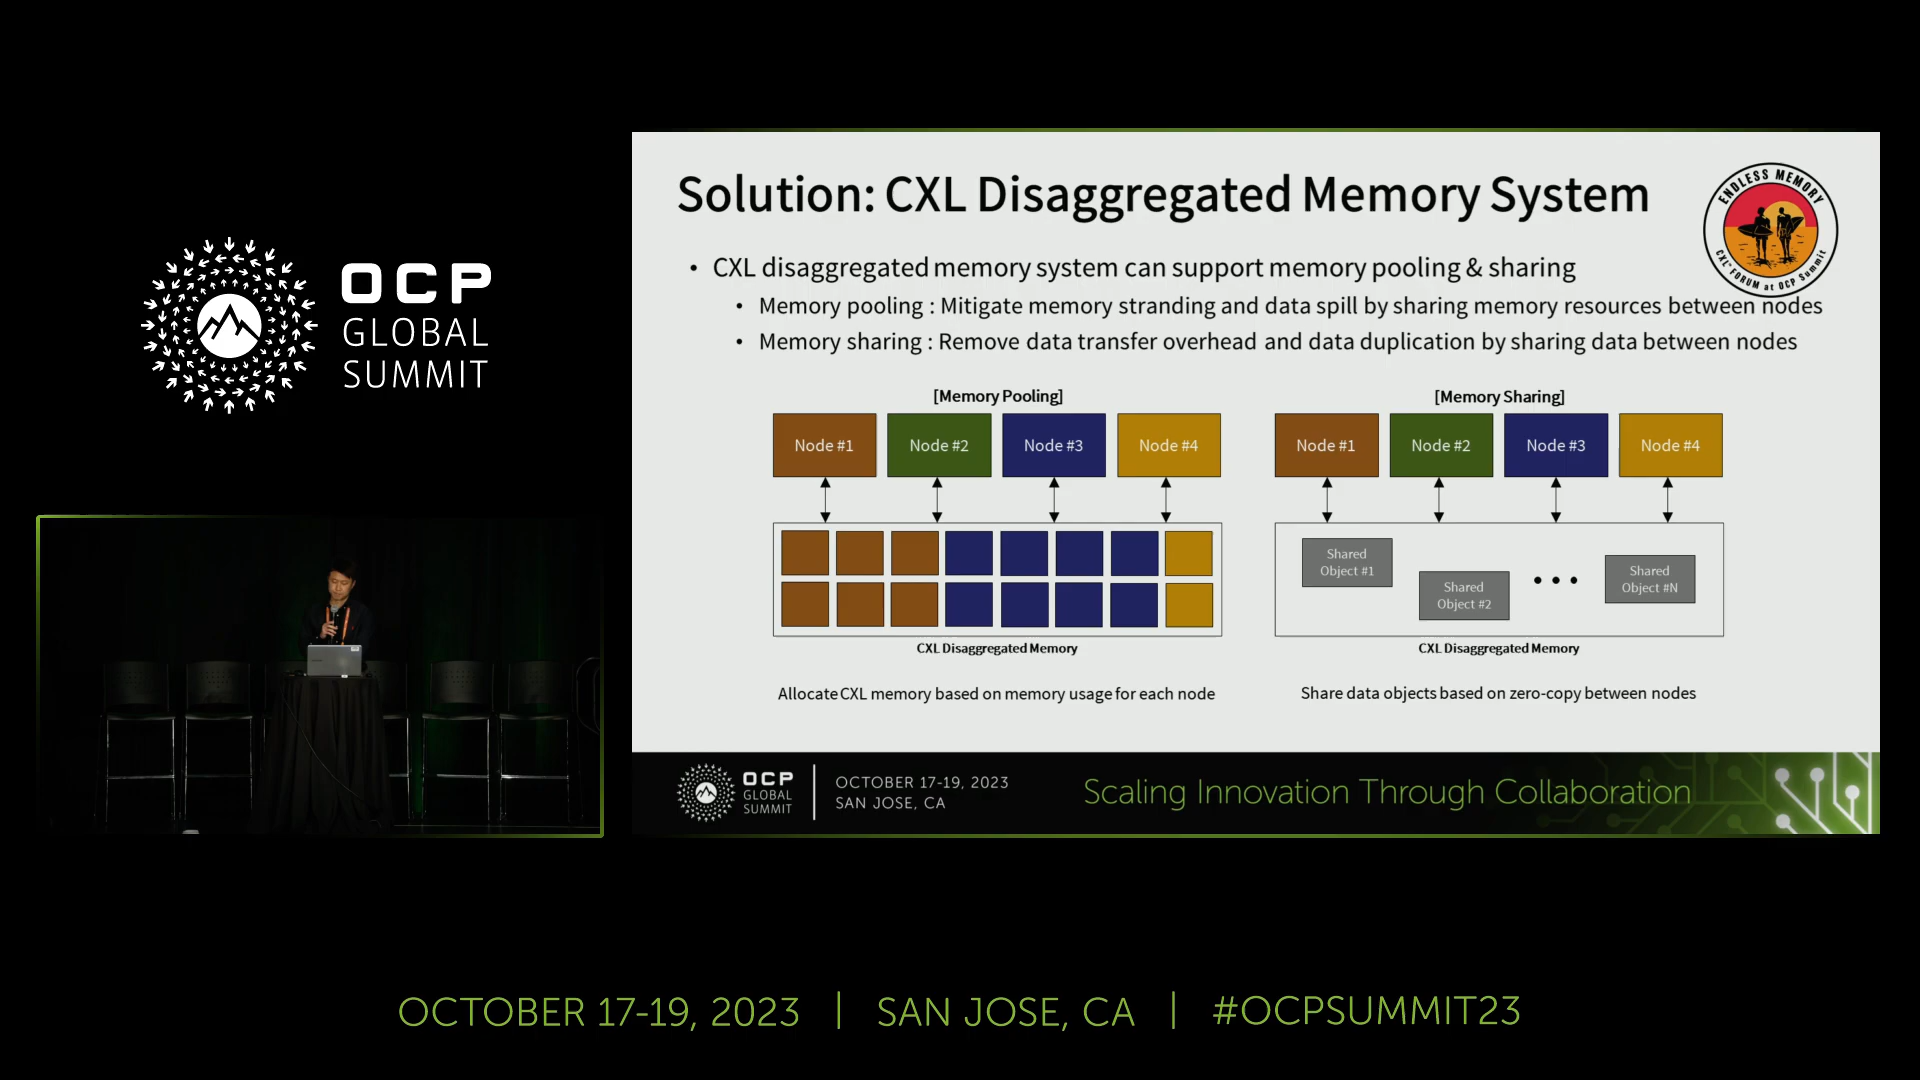 OCP
GLOBAL
SUMMIT
Solution: CXL Disaggregated Memory System
ENDLESS MEMORY
CXL™ FORUM at OCP Summit
• CXL disaggregated memory system can support memory pooling & sharing
• Memory pooling : Mitigate memory stranding and data spill by sharing memory resources between nodes
• Memory sharing : Remove data transfer overhead and data duplication by sharing data between nodes
[Memory Pooling]
Node #1 Node #2 Node #3 Node #4
CXL Disaggregated Memory
Allocate CXL memory based on memory usage for each node
[Memory Sharing]
Node #1 Node #2 Node #3 Node #4
Shared
Object #1
Shared
Object #2
• • •
Shared
Object #N
CXL Disaggregated Memory
Share data objects based on zero-copy between nodes
OCP
GLOBAL
SUMMIT
OCTOBER 17-19, 2023
SAN JOSE, CA
Scaling Innovation Through Collaboration
OCTOBER 17-19, 2023 | SAN JOSE, CA | #OCPSUMMIT23